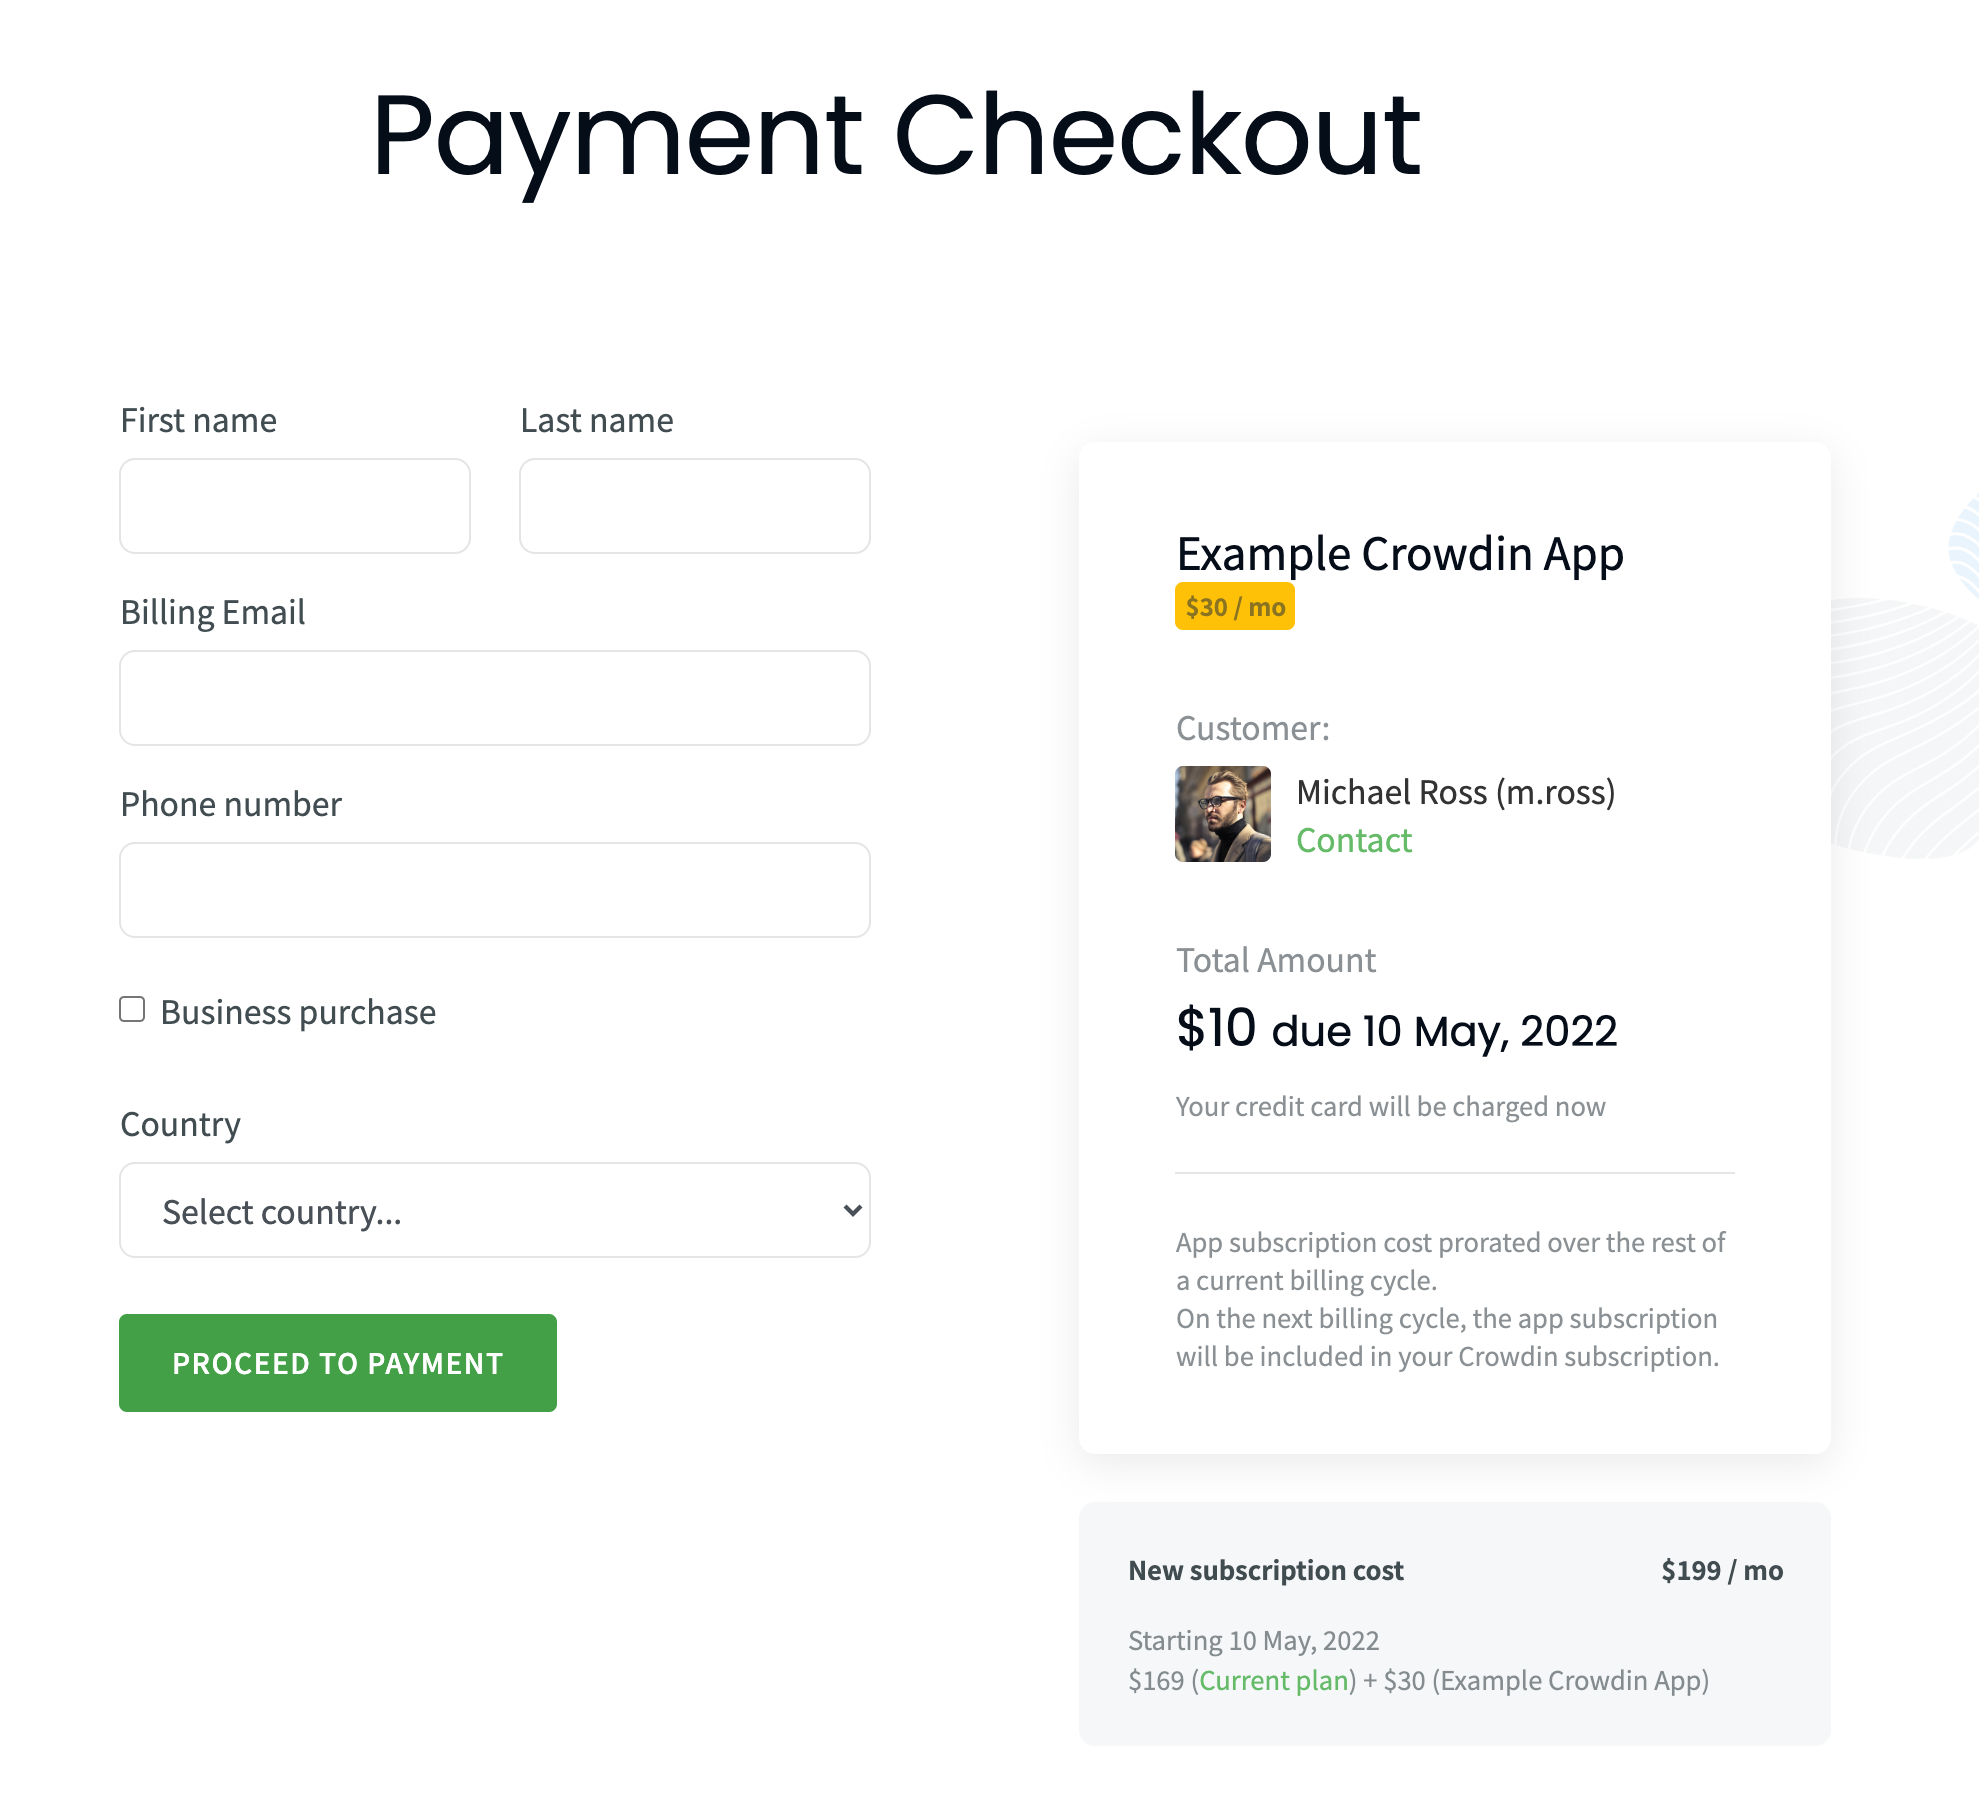 Payment Checkout
First name
Last name
Billing Email
Phone number
Business purchase
Country
Select country...
PROCEED TO PAYMENT
Example Crowdin App
$30 / mo
Customer:
Michael Ross (m.ross)
Contact
Total Amount
$10 due 10 May, 2022
Your credit card will be charged now
App subscription cost prorated over the rest of
a current billing cycle.
On the next billing cycle, the app subscription
will be included in your Crowdin subscription.
New subscription cost $199 / mo
Starting 10 May, 2022
$169 (Current plan) + $30 (Example Crowdin App)